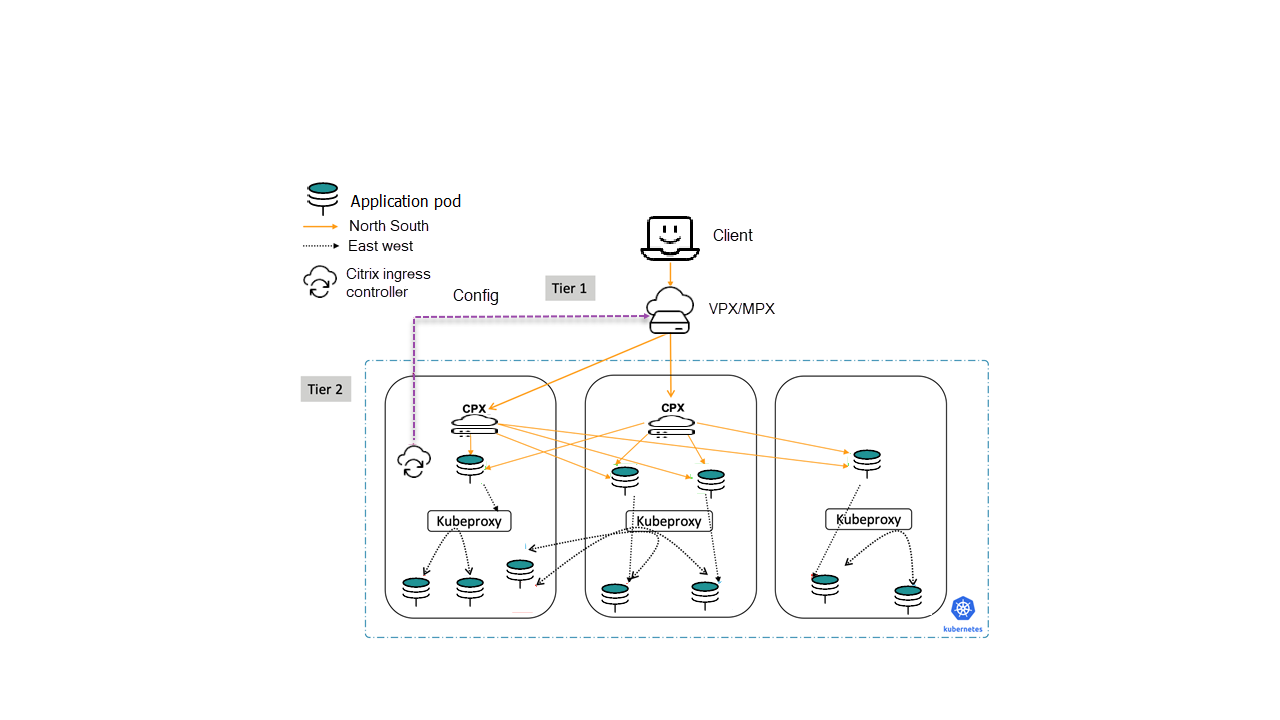 Application pod
North South
East west
Citrix ingress
controller
Config
Tier 1
Client
VPX/MPX
Tier 2
CPX
CPX
Kubeproxy
Kubeproxy
Kubeproxy
kubernetes